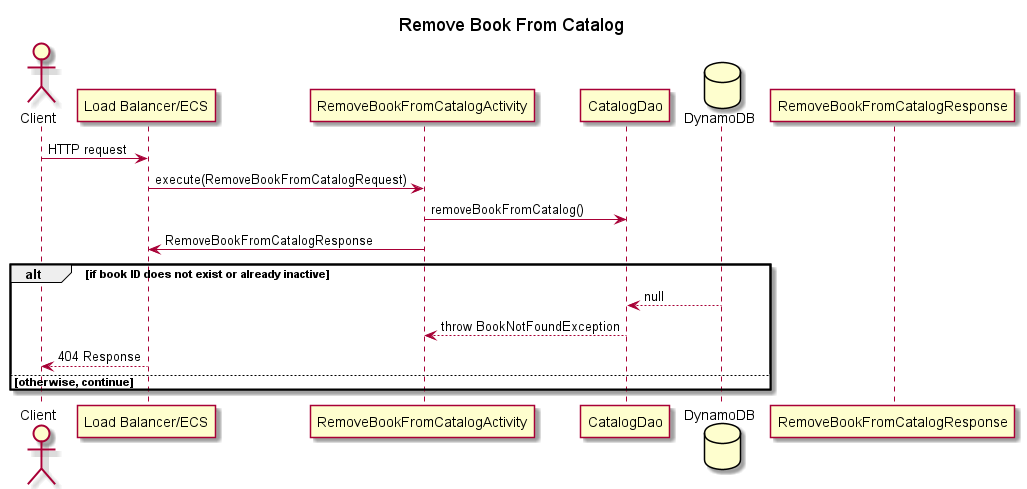 Remove Book From Catalog
Client
Load Balancer/ECS
RemoveBookFromCatalogActivity
CatalogDao
DynamoDB
RemoveBookFromCatalogResponse
HTTP request
execute(RemoveBookFromCatalogRequest)
removeBookFromCatalog()
RemoveBookFromCatalogResponse
alt [if book ID does not exist or already inactive]
null
throw BookNotFoundException
404 Response
[otherwise, continue]
Client
Load Balancer/ECS
RemoveBookFromCatalogActivity
CatalogDao
DynamoDB
RemoveBookFromCatalogResponse